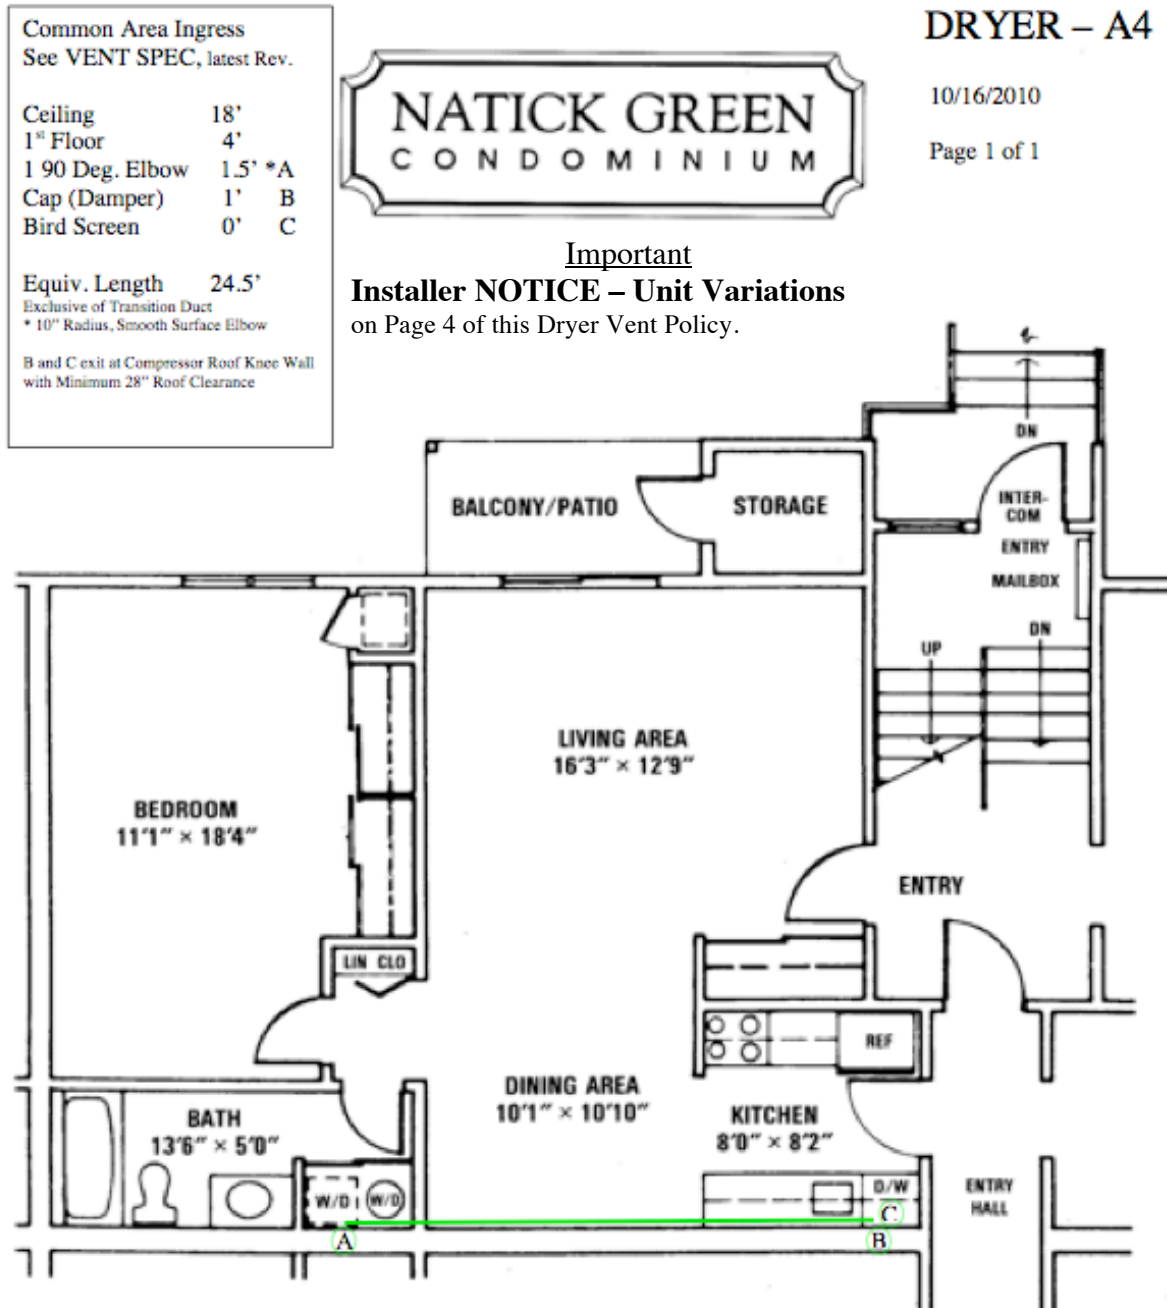 Common Area Ingress
See VENT SPEC, latest Rev.
Ceiling 18'
1st Floor 4'
1 90 Deg. Elbow 1.5' *A
Cap (Damper) 1' B
Bird Screen 0' C
Equiv. Length 24.5'
Exclusive of Transition Duct
* 10" Radius, Smooth Surface Elbow
B and C exit at Compressor Roof Knee Wall
with Minimum 28" Roof Clearance
NATICK GREEN
CONDOMINIUM
DRYER – A4
10/16/2010
Page 1 of 1
Important
Installer NOTICE – Unit Variations
on Page 4 of this Dryer Vent Policy.
DN
BALCONY/PATIO
STORAGE
INTER-
COM
ENTRY
MAILBOX
DN
UP
LIVING AREA
16'3" × 12'9"
BEDROOM
11'1" × 18'4"
ENTRY
LIN CLO
REF
DINING AREA
10'1" × 10'10"
KITCHEN
8'0" × 8'2"
BATH
13'6" × 5'0"
W/D
W/D
D/W
ENTRY
HALL
C
A
B